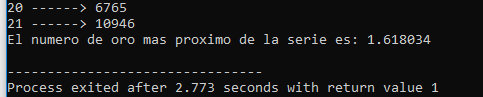 20 ------> 6765
21 ------> 10946
El numero de oro mas proximo de la serie es: 1.618034
--------------------------------
Process exited after 2.773 seconds with return value 1